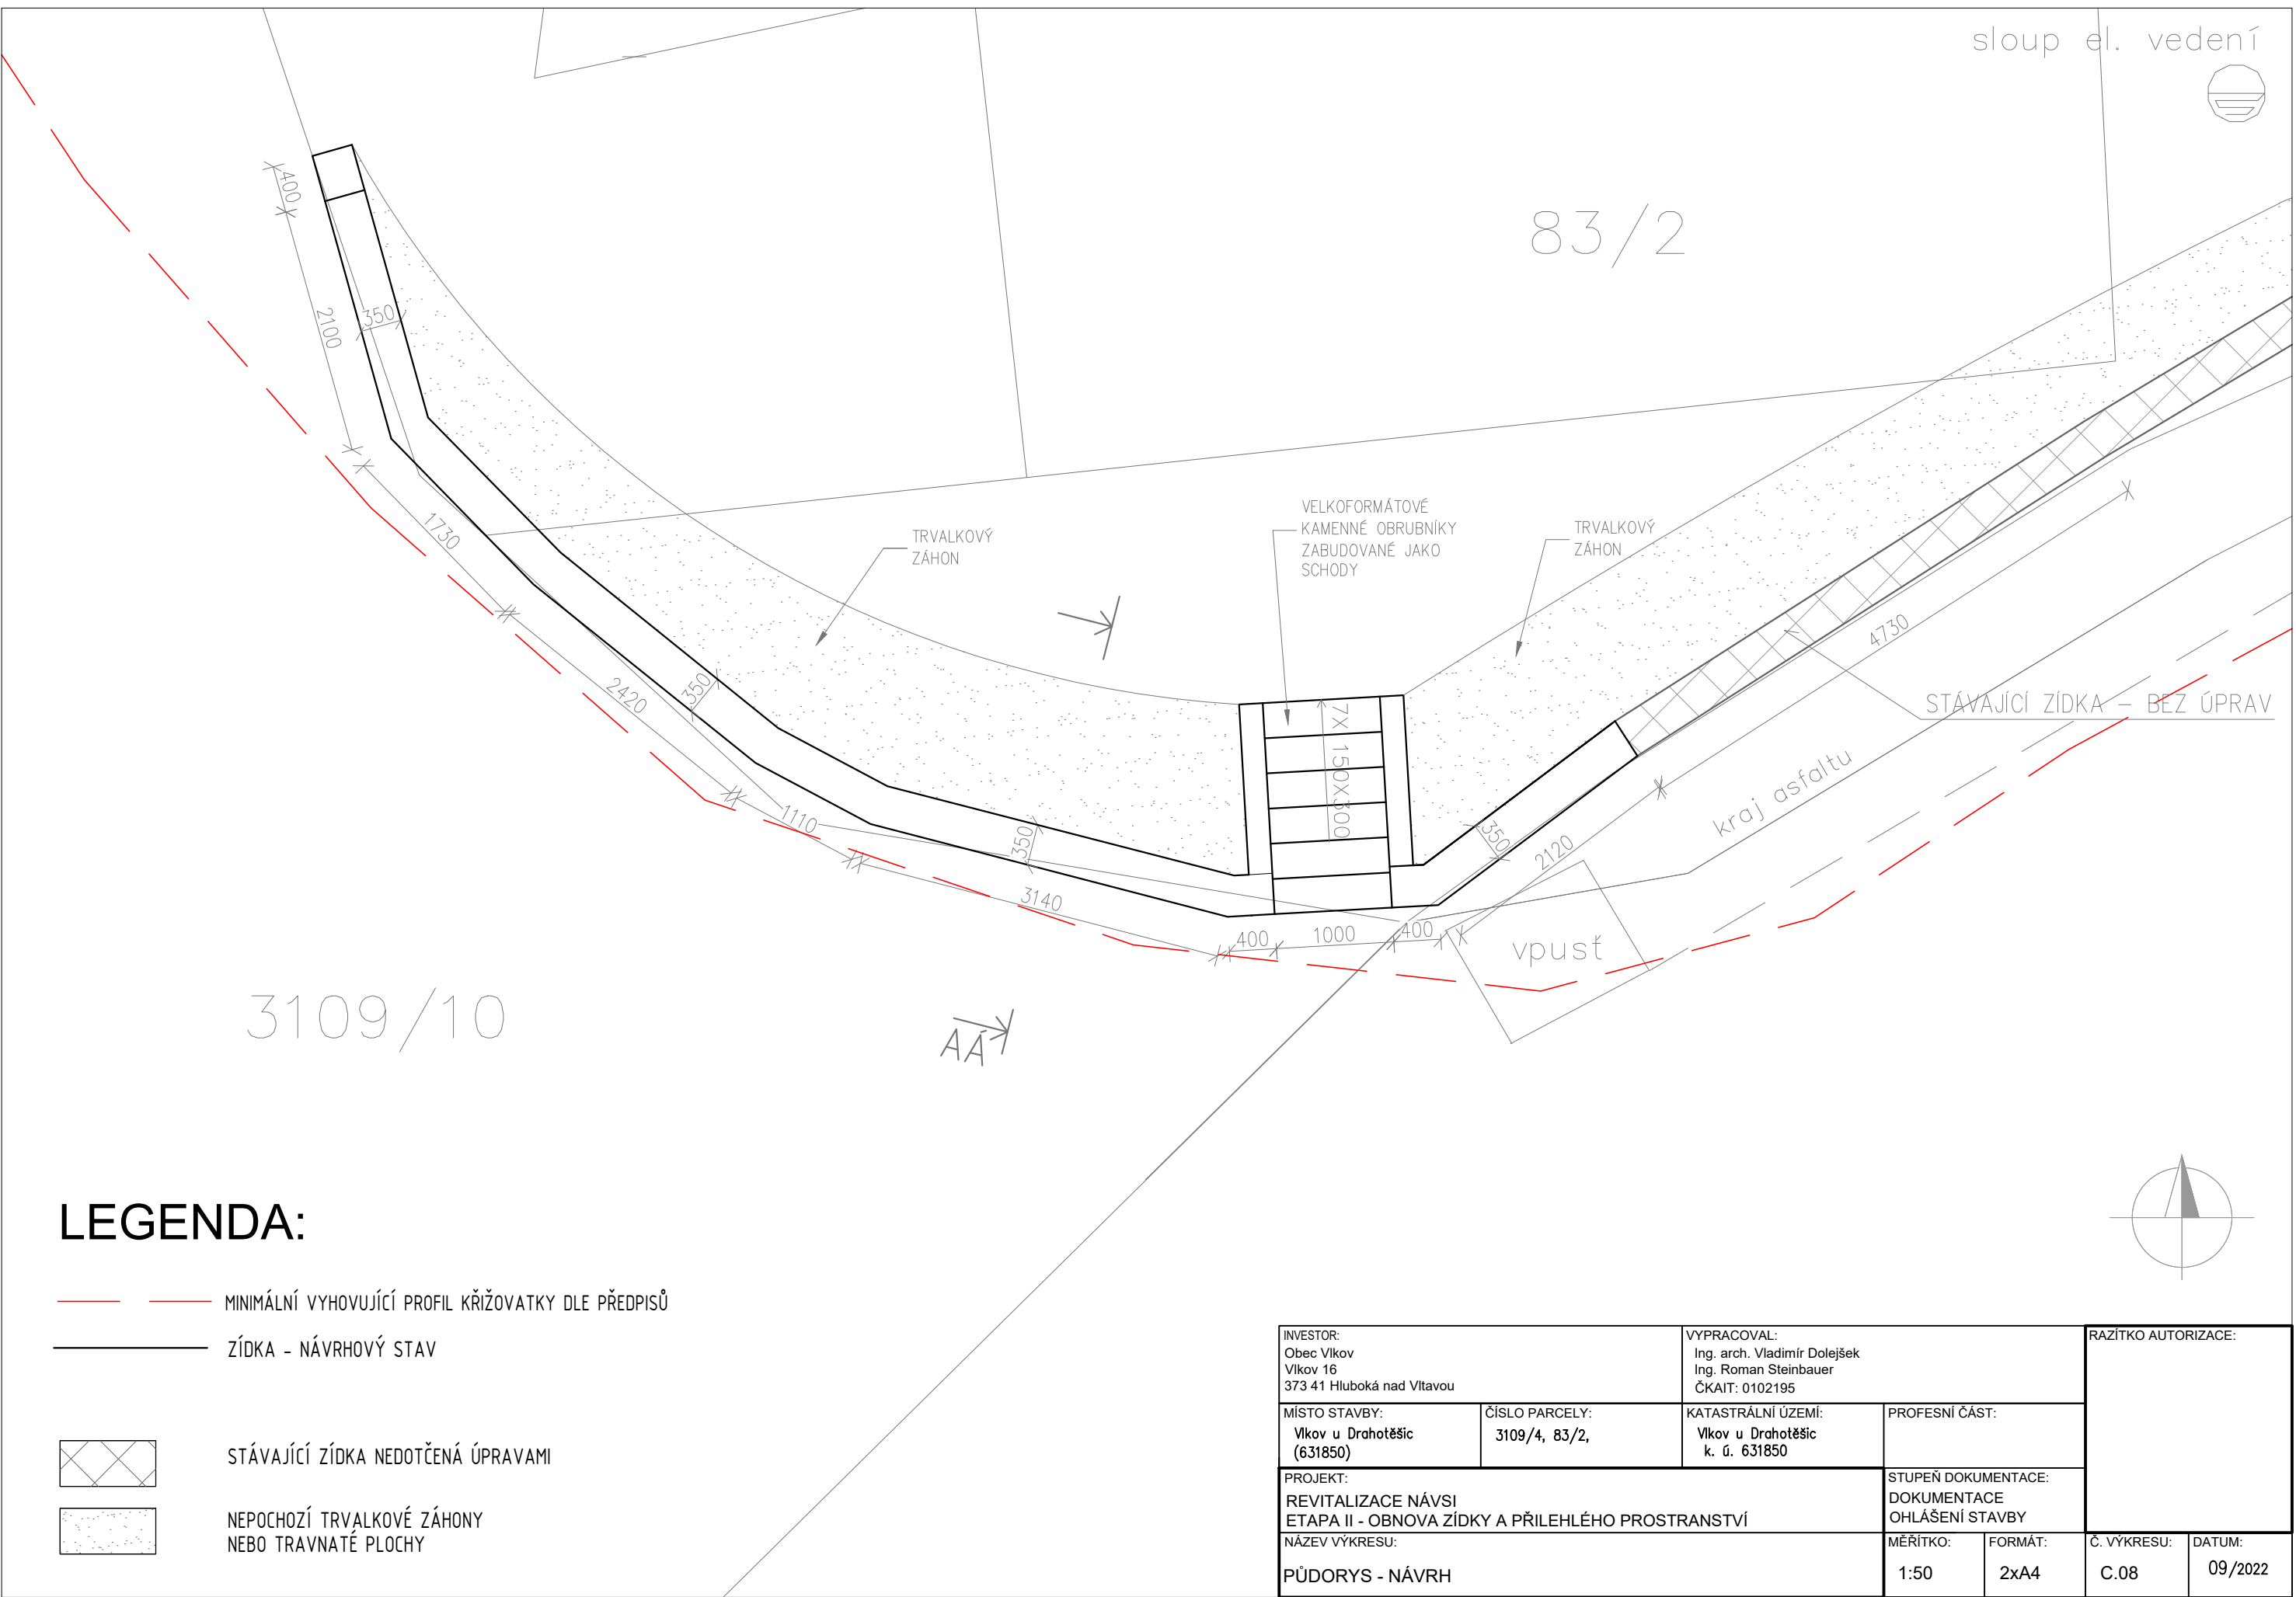 sloup el. vedení
83/2
400
2100
350
1730
2420
350
1110
350
3140
TRVALKOVÝ
ZÁHON
VELKOFORMÁTOVÉ
KAMENNÉ OBRUBNÍKY
ZABUDOVANÉ JAKO
SCHODY
TRVALKOVÝ
ZÁHON
7X 150X300
400
1000
400
350
2120
4730
STÁVAJÍCÍ ZÍDKA - BEZ ÚPRAV
kraj asfaltu
vpusť
3109/10
AÁ
LEGENDA:
MINIMÁLNÍ VYHOVUJÍCÍ PROFIL KŘIŽOVATKY DLE PŘEDPISŮ
ZÍDKA - NÁVRHOVÝ STAV
STÁVAJÍCÍ ZÍDKA NEDOTČENÁ ÚPRAVAMI
NEPOCHOZÍ TRVALKOVÉ ZÁHONY
NEBO TRAVNATÉ PLOCHY
INVESTOR:
Obec Vlkov
Vlkov 16
373 41 Hluboká nad Vltavou
VYPRACOVAL:
Ing. arch. Vladimír Dolejšek
Ing. Roman Steinbauer
ČKAIT: 0102195
RAZÍTKO AUTORIZACE:
MÍSTO STAVBY:
Vlkov u Drahotěšic
(631850)
ČÍSLO PARCELY:
3109/4, 83/2,
KATASTRÁLNÍ ÚZEMÍ:
Vlkov u Drahotěšic
k. ú. 631850
PROFESNÍ ČÁST:
PROJEKT:
REVITALIZACE NÁVSI
ETAPA II - OBNOVA ZÍDKY A PŘILEHLÉHO PROSTRANSTVÍ
STUPEŇ DOKUMENTACE:
DOKUMENTACE
OHLÁŠENÍ STAVBY
NÁZEV VÝKRESU:
PŮDORYS - NÁVRH
MĚŘÍTKO:
1:50
FORMÁT:
2xA4
Č. VÝKRESU:
C.08
DATUM:
09/2022